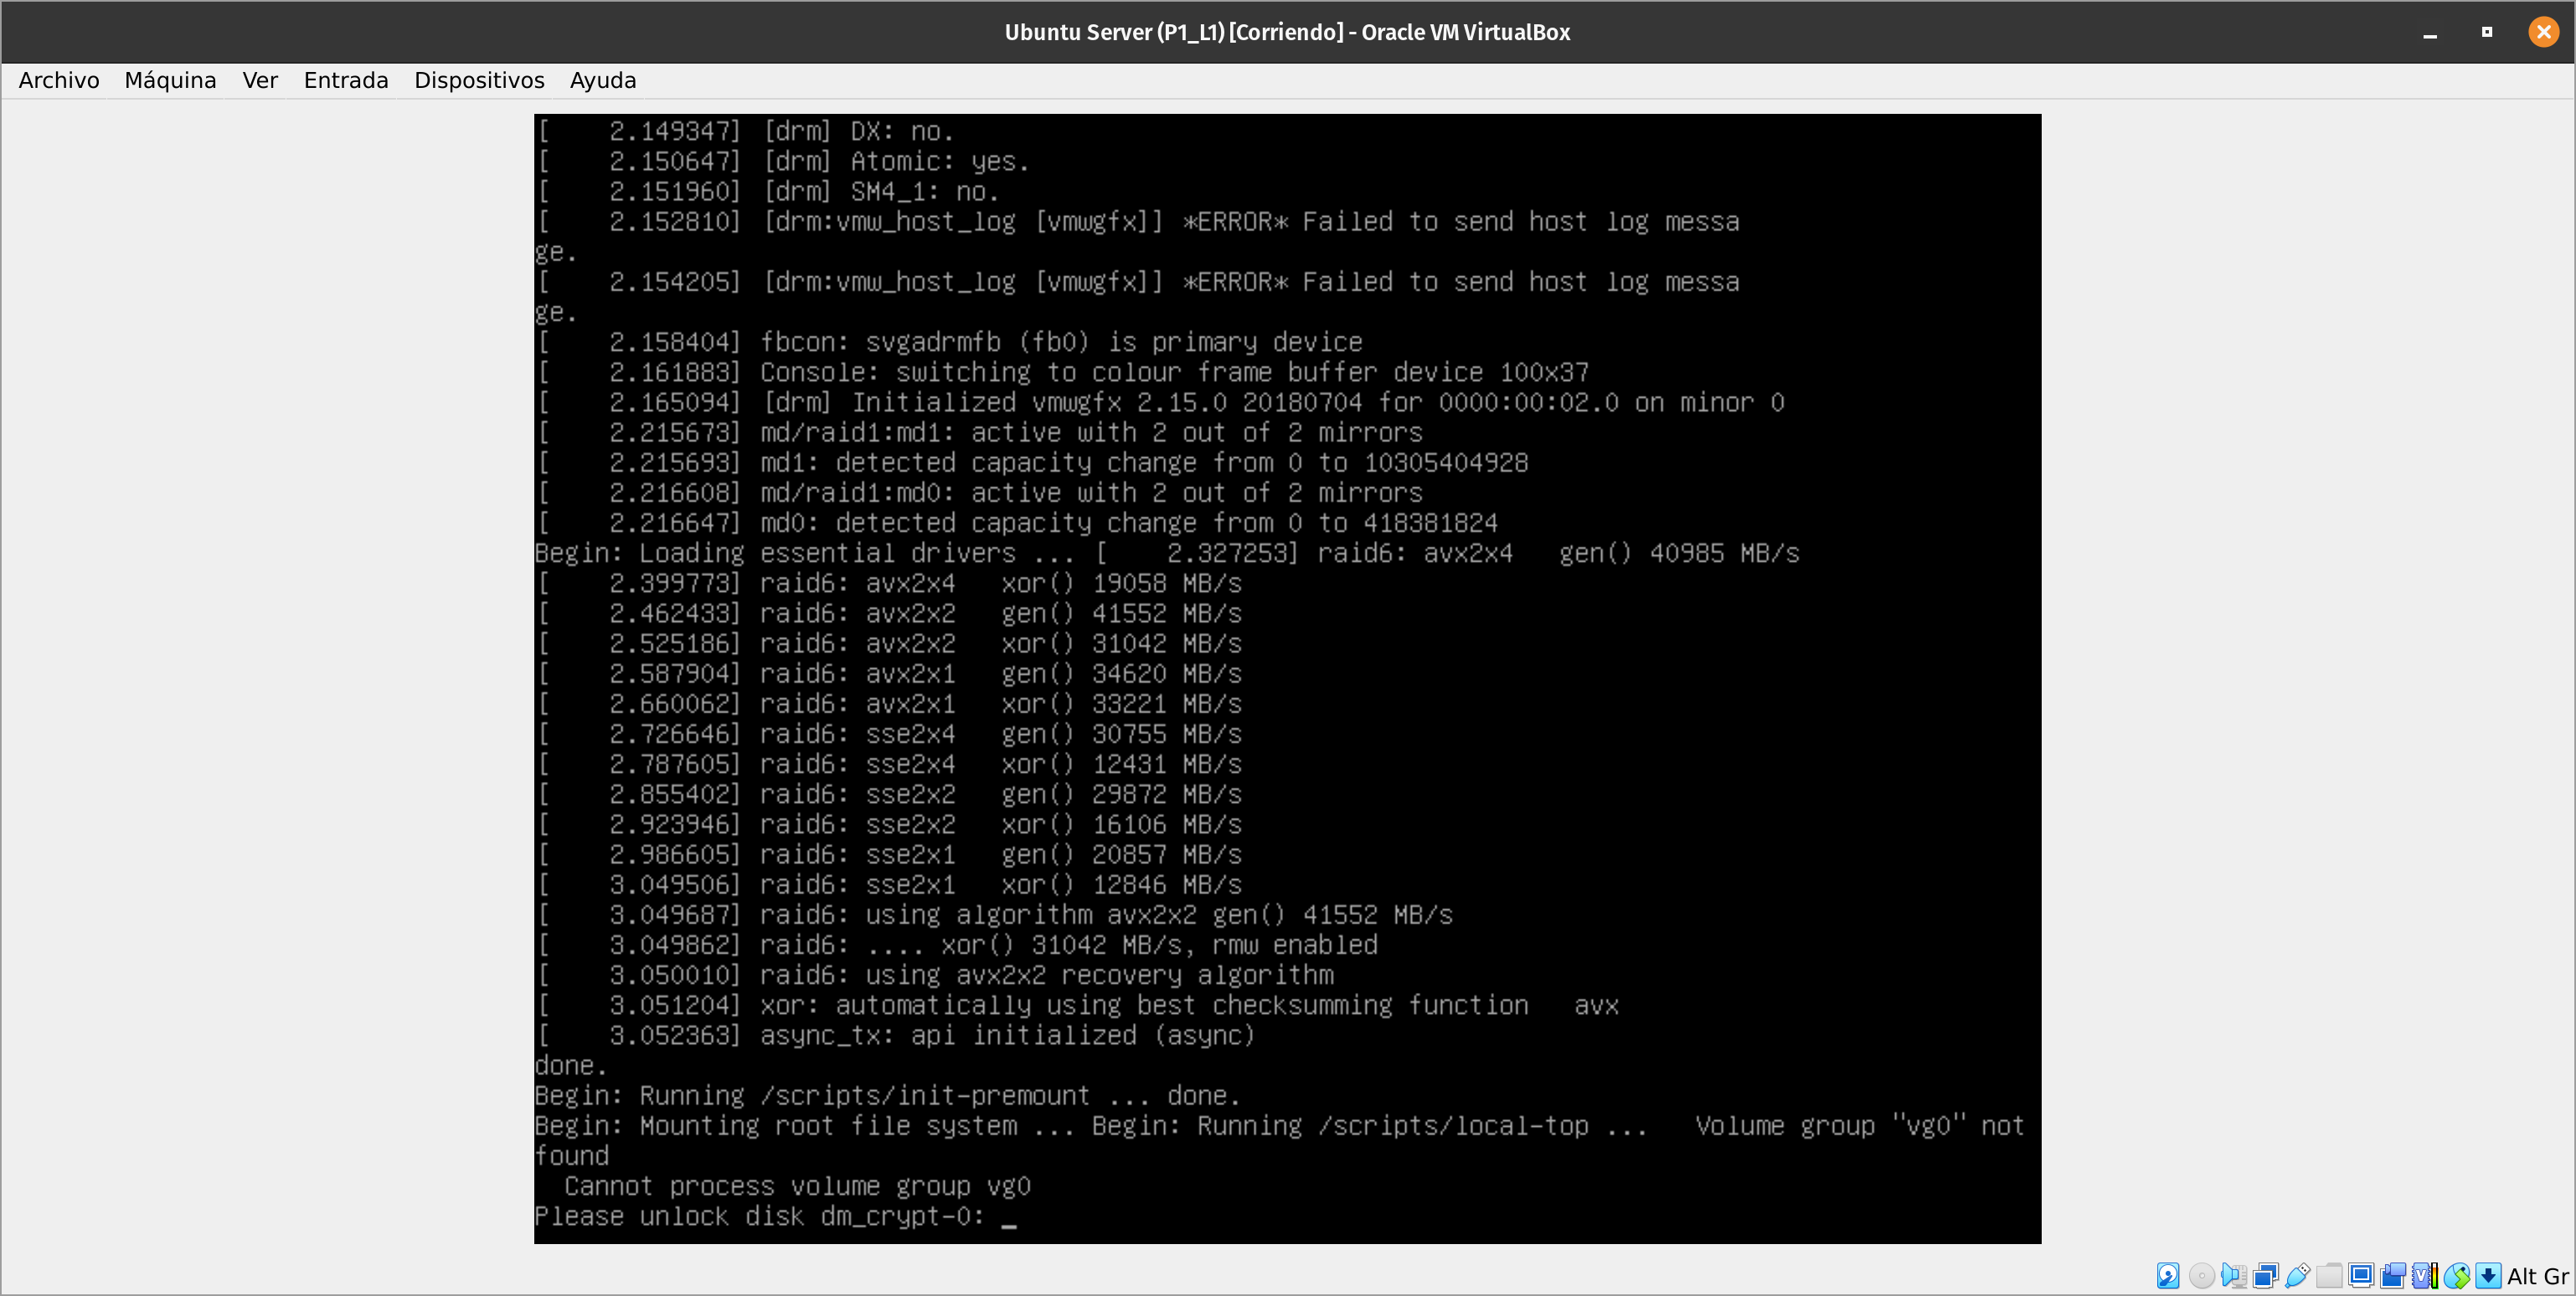 Ubuntu Server (P1_L1) [Corriendo] - Oracle VM VirtualBox
Archivo Máquina Ver Entrada Dispositivos Ayuda
[    2.149347] [drm] DX: no.
[    2.150647] [drm] Atomic: yes.
[    2.151960] [drm] SM4_1: no.
[    2.152810] [drm:vmw_host_log [vmwgfx]] *ERROR* Failed to send host log messa
ge.
[    2.154205] [drm:vmw_host_log [vmwgfx]] *ERROR* Failed to send host log messa
ge.
[    2.158404] fbcon: svgadrmfb (fb0) is primary device
[    2.161883] Console: switching to colour frame buffer device 100x37
[    2.165094] [drm] Initialized vmwgfx 2.15.0 20180704 for 0000:00:02.0 on minor 0
[    2.215673] md/raid1:md1: active with 2 out of 2 mirrors
[    2.215693] md1: detected capacity change from 0 to 10305404928
[    2.216608] md/raid1:md0: active with 2 out of 2 mirrors
[    2.216647] md0: detected capacity change from 0 to 418381824
Begin: Loading essential drivers ... [    2.327253] raid6: avx2x4   gen() 40985 MB/s
[    2.399773] raid6: avx2x4   xor() 19058 MB/s
[    2.462433] raid6: avx2x2   gen() 41552 MB/s
[    2.525186] raid6: avx2x2   xor() 31042 MB/s
[    2.587904] raid6: avx2x1   gen() 34620 MB/s
[    2.660062] raid6: avx2x1   xor() 33221 MB/s
[    2.726646] raid6: sse2x4   gen() 30755 MB/s
[    2.787605] raid6: sse2x4   xor() 12431 MB/s
[    2.855402] raid6: sse2x2   gen() 29872 MB/s
[    2.923946] raid6: sse2x2   xor() 16106 MB/s
[    2.986605] raid6: sse2x1   gen() 20857 MB/s
[    3.049506] raid6: sse2x1   xor() 12846 MB/s
[    3.049687] raid6: using algorithm avx2x2 gen() 41552 MB/s
[    3.049862] raid6: .... xor() 31042 MB/s, rmw enabled
[    3.050010] raid6: using avx2x2 recovery algorithm
[    3.051204] xor: automatically using best checksumming function   avx
[    3.052363] async_tx: api initialized (async)
done.
Begin: Running /scripts/init-premount ... done.
Begin: Mounting root file system ... Begin: Running /scripts/local-top ...   Volume group "vg0" not
found
  Cannot process volume group vg0
Please unlock disk dm_crypt-0: _
Alt Gr